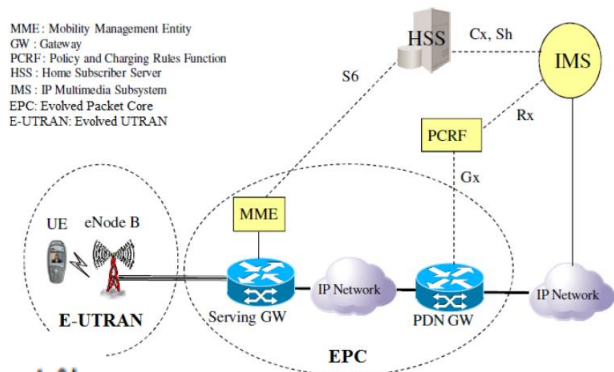 MME : Mobility Management Entity
GW : Gateway
PCRF : Policy and Charging Rules Function
HSS : Home Subscriber Server
IMS : IP Multimedia Subsystem
EPC: Evolved Packet Core
E-UTRAN: Evolved UTRAN
HSS
Cx, Sh
IMS
S6
Rx
PCRF
Gx
MME
UE
eNode B
IP Network
IP Network
E-UTRAN
Serving GW
PDN GW
EPC